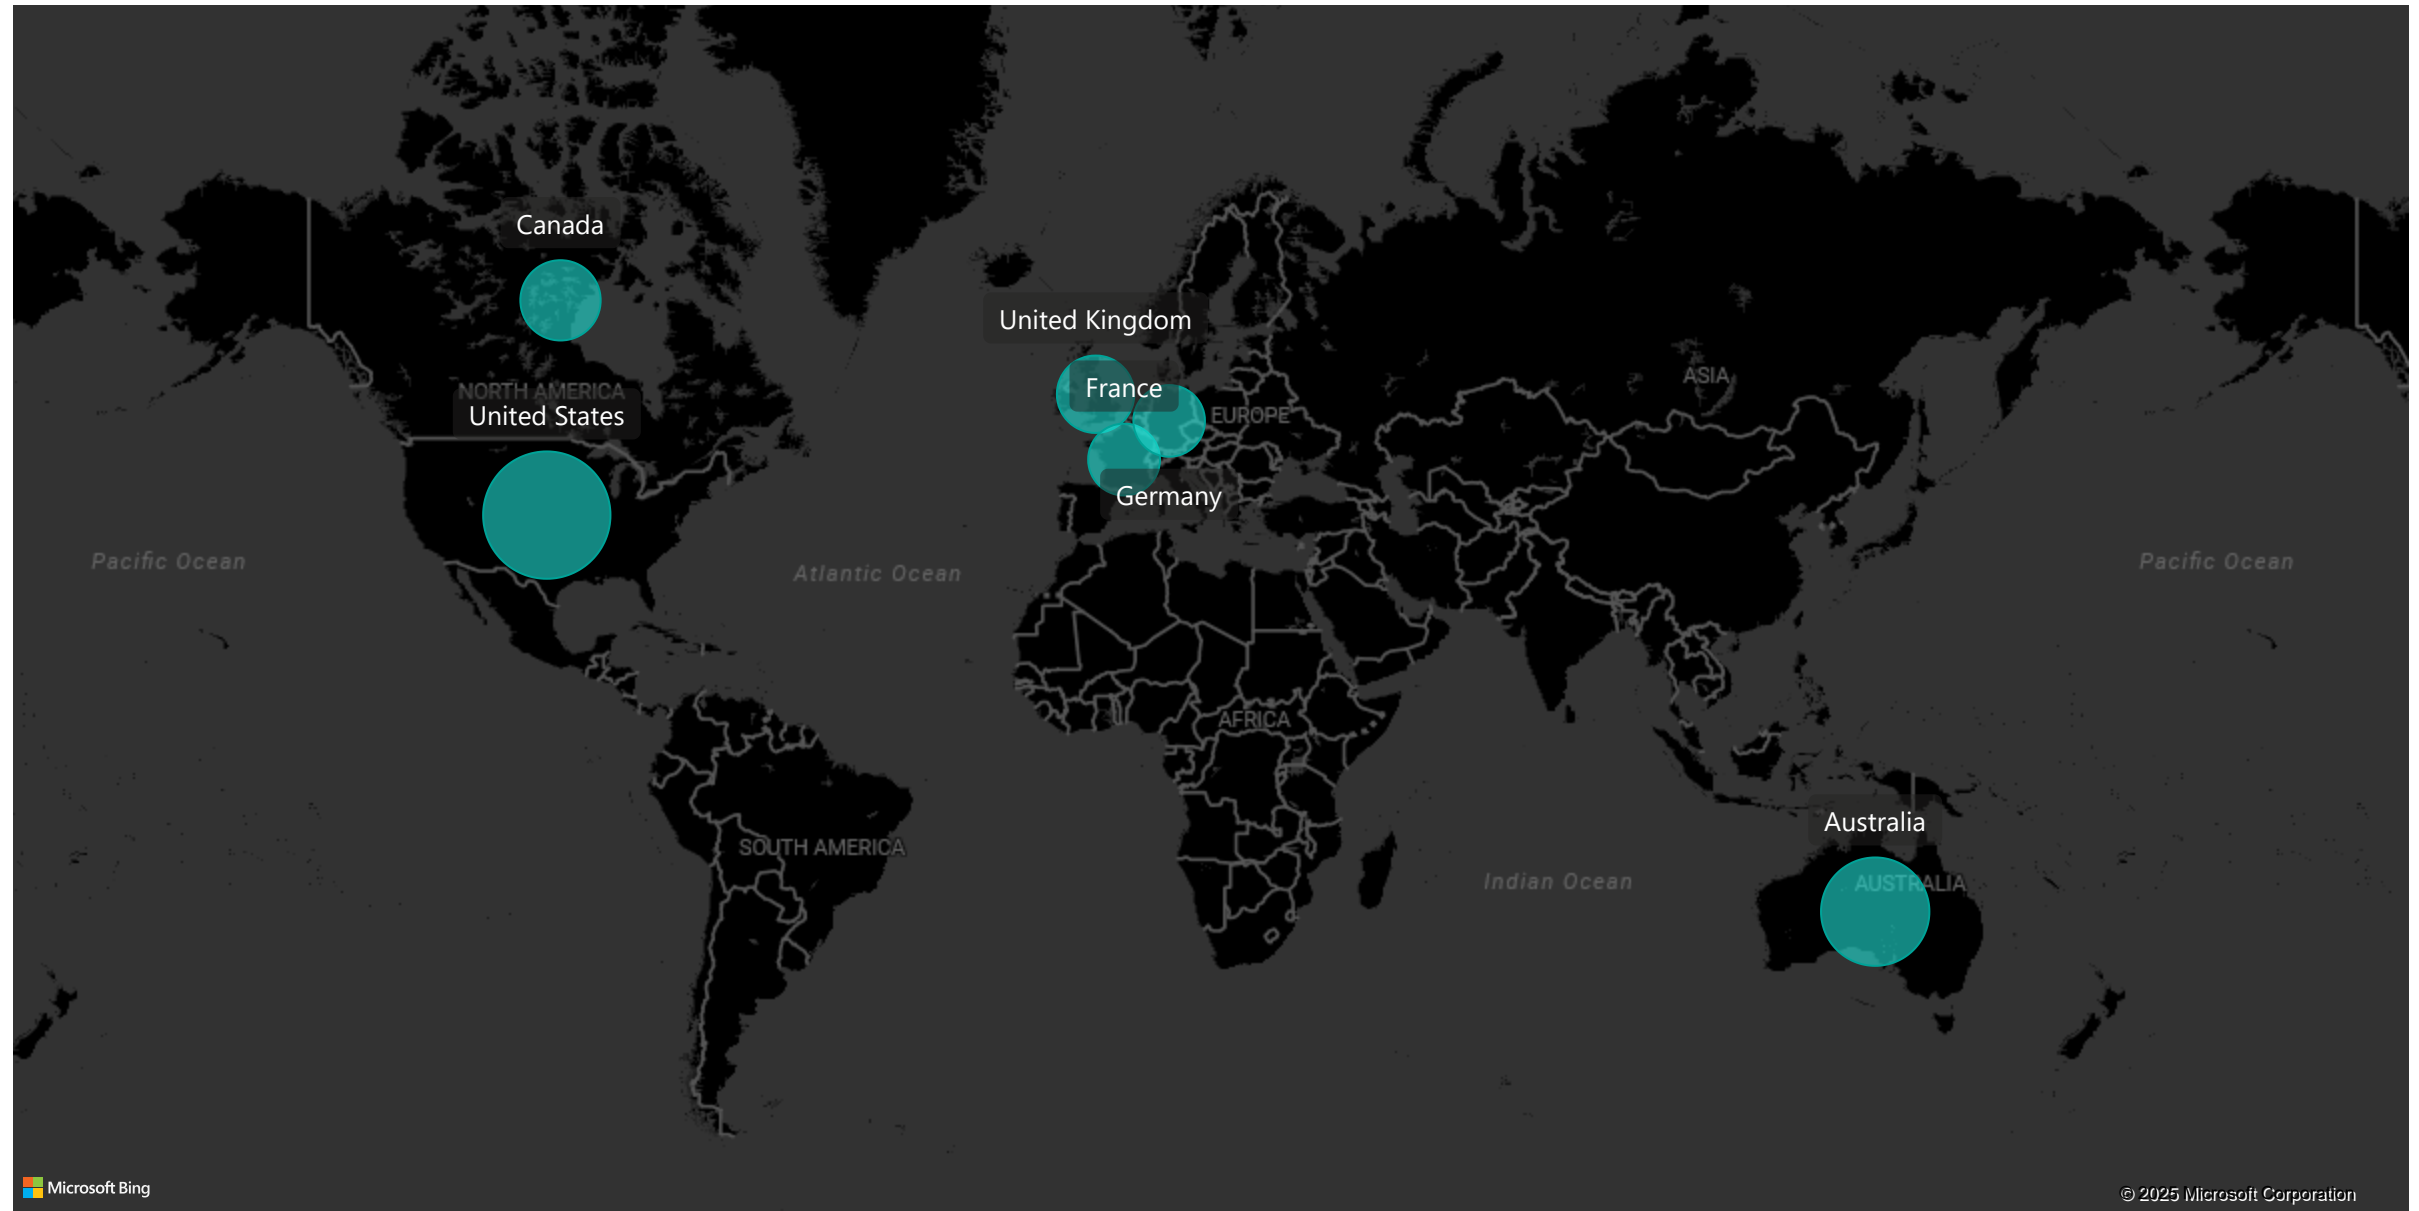 Canada
United Kingdom
ASIA
France
NORTH AMERICA
United States
EUROPE
Germany
Pacific Ocean
Atlantic Ocean
Pacific Ocean
AFRICA
Australia
SOUTH AMERICA
Indian Ocean
AUSTRALIA
Microsoft Bing
© 2025 Microsoft Corporation